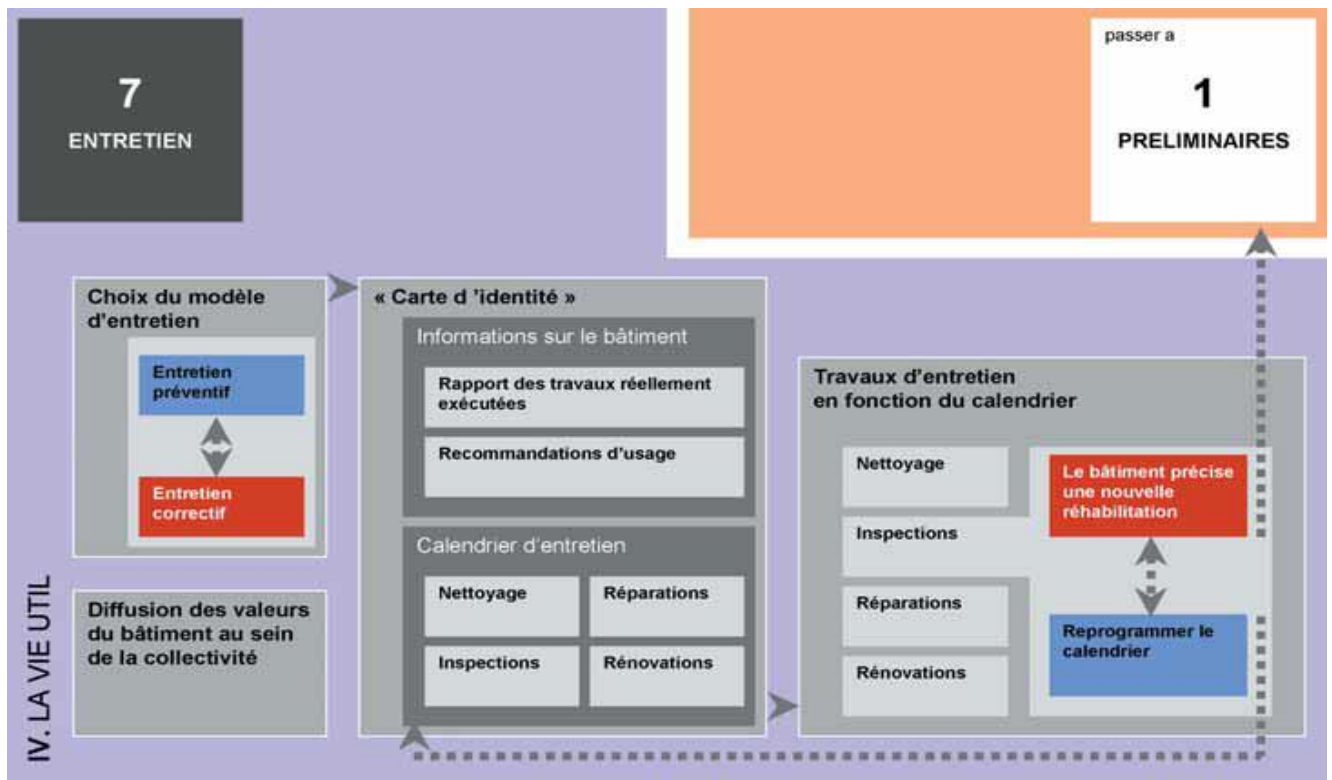 7
ENTRETIEN
passer a
1
PRELIMINAIRES
Choix du modèle
d'entretien
Entretien
préventif
Entretien
correctif
Diffusion des valeurs
du bâtiment au sein
de la collectivité
« Carte d 'identité »
Informations sur le bâtiment
Rapport des travaux réellement
exécutées
Recommandations d'usage
Calendrier d'entretien
Nettoyage
Réparations
Inspections
Rénovations
Travaux d'entretien
en fonction du calendrier
Nettoyage
Inspections
Réparations
Rénovations
Le bâtiment précise
une nouvelle
réhabilitation
Reprogrammer le
calendrier
IV. LA VIE UTIL